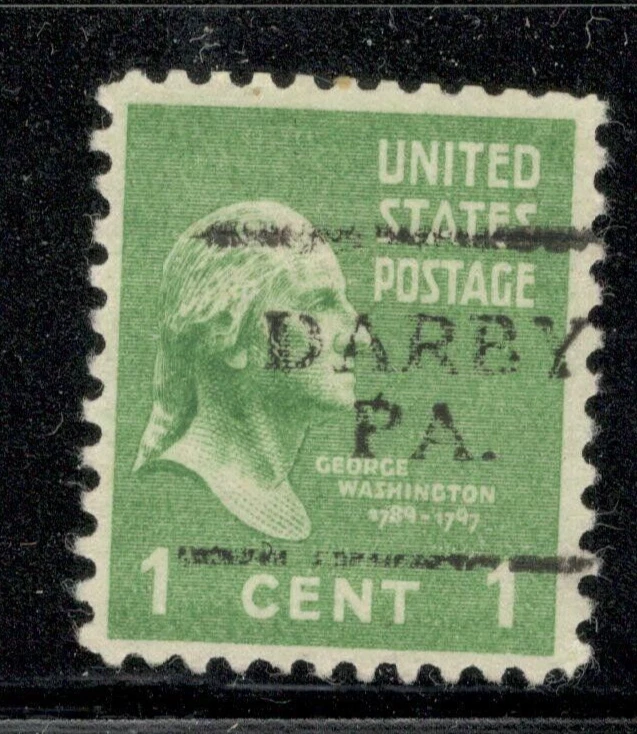 UNITED
STATES
POSTAGE
DARBY
PA.
GEORGE
WASHINGTON
1789-1797
1 CENT 1